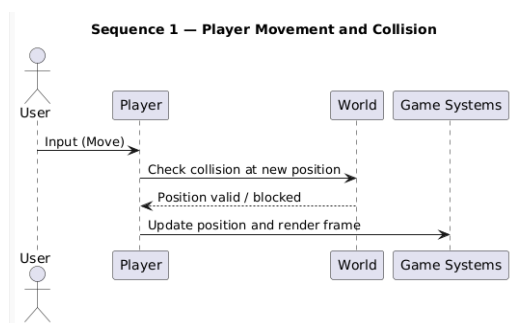 Sequence 1 — Player Movement and Collision
User
Player
World
Game Systems
Input (Move)
Check collision at new position
Position valid / blocked
Update position and render frame
User
Player
World
Game Systems